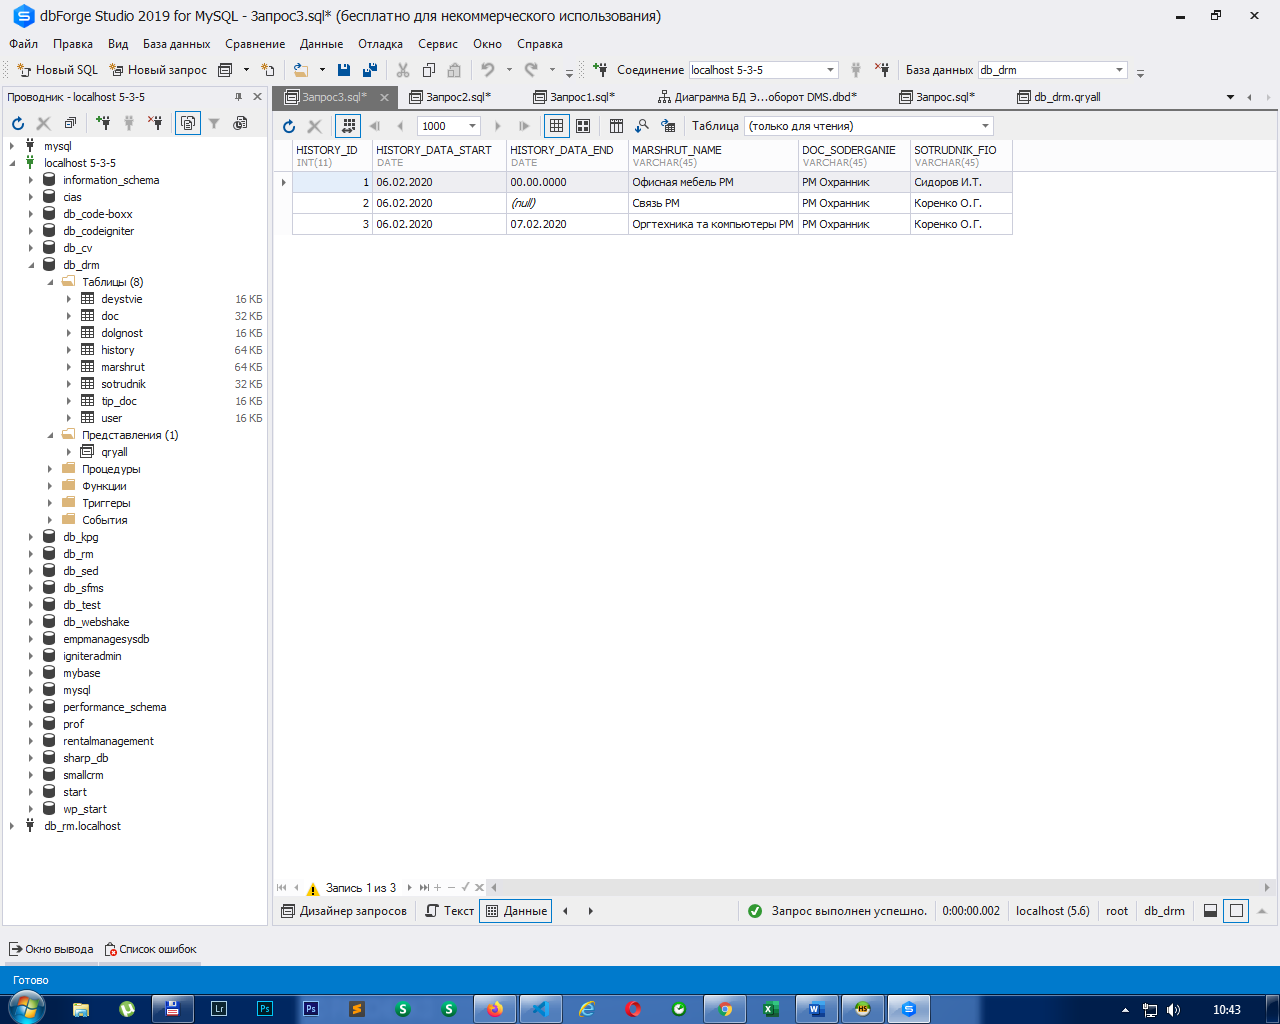 dbForge Studio 2019 for MySQL - Запрос3.sql* (бесплатно для некоммерческого использования)
Файл Правка Вид База данных Сравнение Данные Отладка Сервис Окно Справка
Новый SQL Новый запрос Соединение localhost 5-3-5 База данных db_drm
Проводник - localhost 5-3-5
Запрос3.sql* Запрос2.sql* Запрос1.sql* Диаграмма БД Э...оборот DMS.dbd* Запрос.sql* db_drm.qryall
1000 Таблица (только для чтения)
HISTORY_ID HISTORY_DATA_START HISTORY_DATA_END MARSHRUT_NAME DOC_SODERGANIE SOTRUDNIK_FIO
INT(11) DATE DATE VARCHAR(45) VARCHAR(45) VARCHAR(45)
1 06.02.2020 00.00.0000 Офисная мебель РМ РМ Охранник Сидоров И.Т.
2 06.02.2020 (null) Связь РМ РМ Охранник Коренко О.Г.
3 06.02.2020 07.02.2020 Оргтехника та компьютеры РМ РМ Охранник Коренко О.Г.
mysql
localhost 5-3-5
information_schema
cias
db_code-boxx
db_codeigniter
db_cv
db_drm
Таблицы (8)
deystvie 16 КБ
doc 32 КБ
dolgnost 16 КБ
history 64 КБ
marshrut 64 КБ
sotrudnik 32 КБ
tip_doc 16 КБ
user 16 КБ
Представления (1)
qryall
Процедуры
Функции
Триггеры
События
db_kpg
db_rm
db_sed
db_sfms
db_test
db_webshake
empmanagesysdb
igniteradmin
mybase
mysql
performance_schema
prof
rentalmanagement
sharp_db
smallcrm
start
wp_start
db_rm.localhost
Запись 1 из 3
Дизайнер запросов Текст Данные Запрос выполнен успешно. 0:00:00.002 localhost (5.6) root db_drm
Окно вывода Список ошибок
Готово
Lr Ps Ps S S S W HS S
10:43